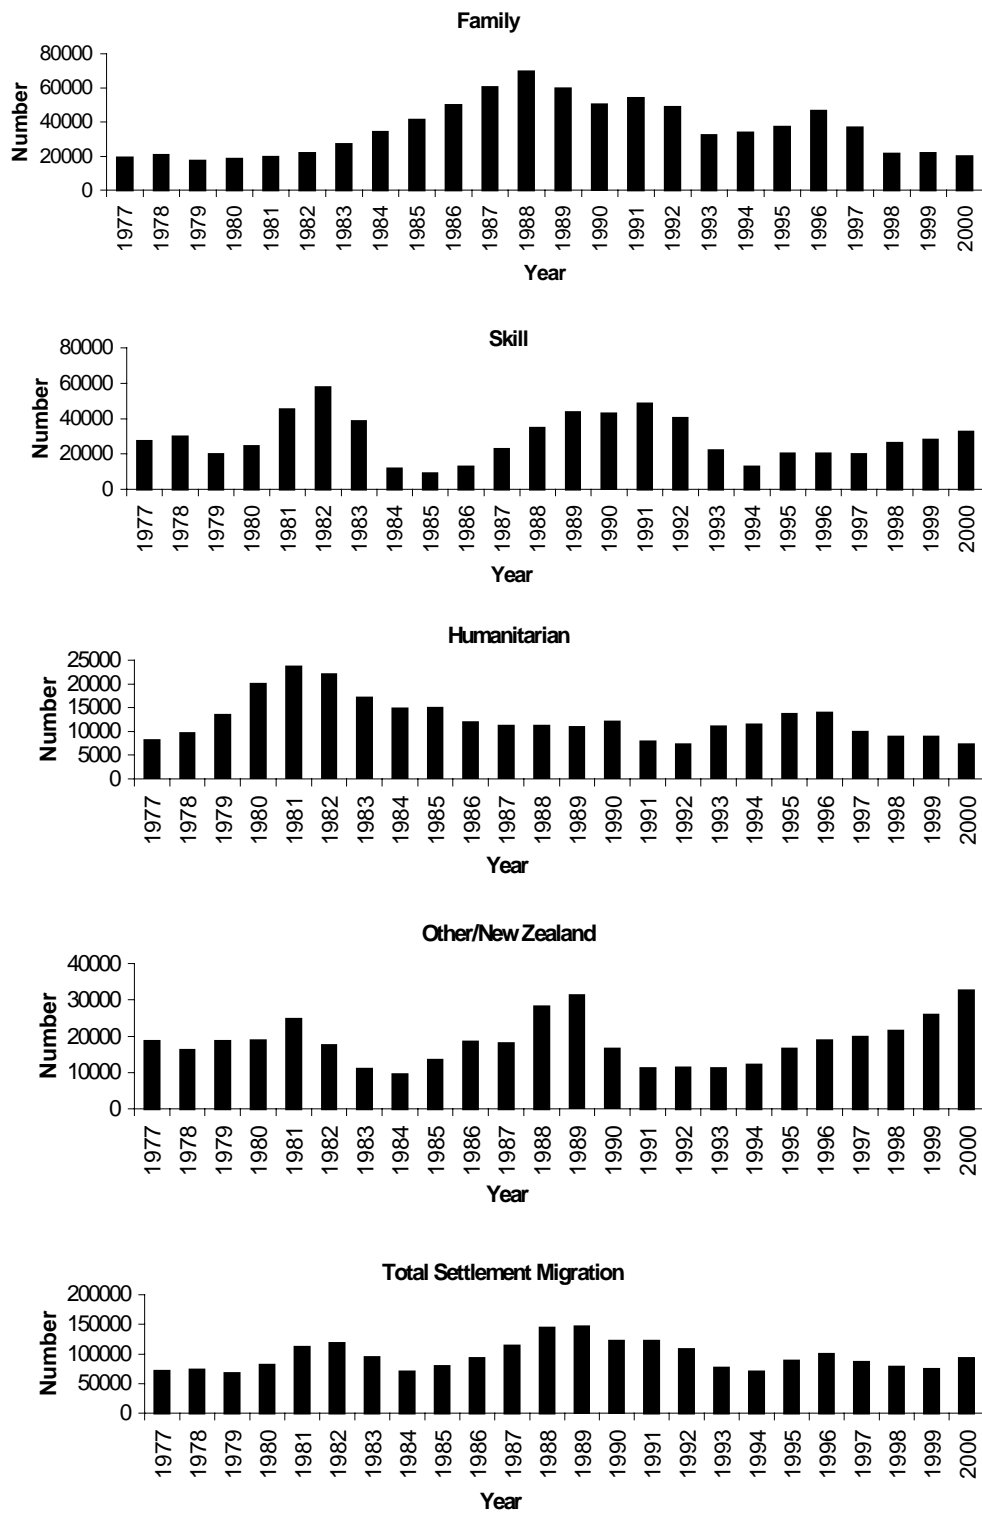 Family
80000
60000
40000
20000
0
Number
1977 1978 1979 1980 1981 1982 1983 1984 1985 1986 1987 1988 1989 1990 1991 1992 1993 1994 1995 1996 1997 1998 1999 2000
Year
Skill
80000
60000
40000
20000
0
Number
1977 1978 1979 1980 1981 1982 1983 1984 1985 1986 1987 1988 1989 1990 1991 1992 1993 1994 1995 1996 1997 1998 1999 2000
Year
Humanitarian
25000
20000
15000
10000
5000
0
Number
1977 1978 1979 1980 1981 1982 1983 1984 1985 1986 1987 1988 1989 1990 1991 1992 1993 1994 1995 1996 1997 1998 1999 2000
Year
Other/New Zealand
40000
30000
20000
10000
0
Number
1977 1978 1979 1980 1981 1982 1983 1984 1985 1986 1987 1988 1989 1990 1991 1992 1993 1994 1995 1996 1997 1998 1999 2000
Year
Total Settlement Migration
200000
150000
100000
50000
0
Number
1977 1978 1979 1980 1981 1982 1983 1984 1985 1986 1987 1988 1989 1990 1991 1992 1993 1994 1995 1996 1997 1998 1999 2000
Year